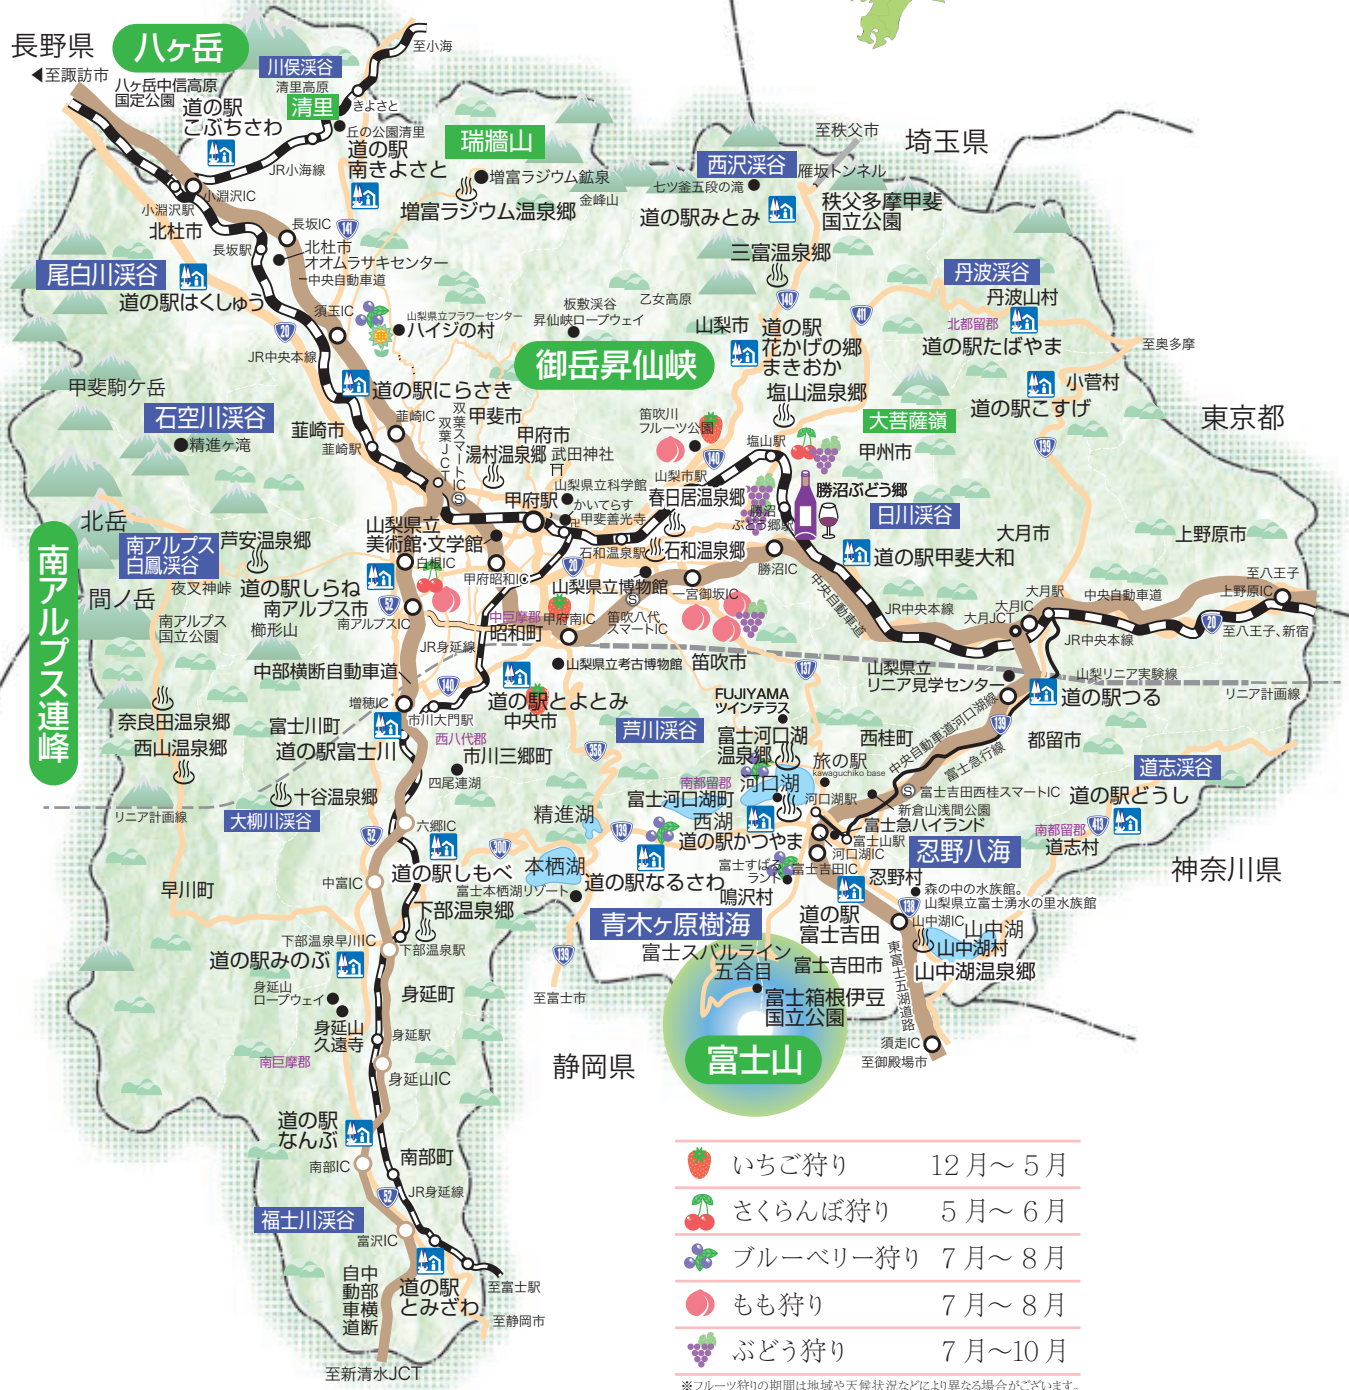 長野県
八ヶ岳
◀至諏訪市
八ヶ岳中信高原
国定公園
川俣渓谷
清里高原
清里
きよさと
至小海
道の駅
こぶちさわ
丘の公園清里
道の駅
南きよさと
JR小海線
小淵沢IC
小淵沢駅
北杜市
長坂IC
長坂駅
141
北杜市
オオムラサキセンター
中央自動車道
瑞牆山
増富ラジウム鉱泉
増富ラジウム温泉郷
金峰山
西沢渓谷
七ツ釜五段の滝
道の駅みとみ
至秩父市
雁坂トンネル
埼玉県
秩父多摩甲斐
国立公園
三富温泉郷
140
411
丹波渓谷
丹波山村
北都留郡
道の駅たばやま
至奥多摩
小菅村
道の駅こすげ
139
東京都
尾白川渓谷
道の駅はくしゅう
20
JR中央本線
須玉IC
山梨県立フラワーセンター
ハイジの村
板敷渓谷
昇仙峡ロープウェイ
乙女高原
御岳昇仙峡
山梨市
道の駅
花かげの郷
まきおか
塩山温泉郷
大菩薩嶺
甲州市
甲斐駒ケ岳
石空川渓谷
精進ヶ滝
道の駅にらさき
韮崎市
韮崎IC
韮崎駅
双葉スマートIC
双葉JCT
甲斐市
甲府市
湯村温泉郷
武田神社
山梨県立科学館
甲府駅
かいてらす
甲斐善光寺
笛吹川
フルーツ公園
140
山梨市駅
塩山駅
春日居温泉郷
勝沼
ぶどう郷駅
勝沼ぶどう郷
日川渓谷
道の駅甲斐大和
大月市
上野原市
北岳
南アルプス連峰
南アルプス
白鳳渓谷
芦安温泉郷
夜叉神峠
間ノ岳
道の駅しらね
南アルプス市
南アルプスIC
南アルプス
国立公園
櫛形山
52
白根IC
山梨県立
美術館・文学館
甲府昭和IC
石和温泉駅
石和温泉郷
20
山梨県立博物館
一宮御坂IC
勝沼IC
中央自動車道
JR中央本線
大月IC
大月駅
大月JCT
中央自動車道
上野原IC
至八王子
20
至八王子、新宿
JR中央本線
中巨摩郡
昭和町
甲府南IC
笛吹八代
スマートIC
JR身延線
山梨県立考古博物館
笛吹市
137
山梨県立
リニア見学センター
山梨リニア実験線
リニア計画線
道の駅つる
中部横断自動車道
140
増穂IC
市川大門駅
道の駅とよとみ
中央市
FUJIYAMA
ツインテラス
芦川渓谷
358
富士河口湖
温泉郷
西桂町
中央自動車道河口湖線
富士急行線
139
都留市
奈良田温泉郷
西山温泉郷
富士川町
道の駅富士川
西八代郡
市川三郷町
四尾連湖
南都留郡
富士河口湖町
河口湖
旅の駅
kawaguchiko base
河口湖駅
富士吉田西桂スマートIC
新倉山浅間公園
道志渓谷
道の駅どうし
南都留郡
413
道志村
リニア計画線
十谷温泉郷
大柳川渓谷
52
六郷IC
精進湖
139
西湖
道の駅かつやま
富士急ハイランド
富士山駅
河口湖IC
忍野八海
神奈川県
300
道の駅しもべ
中富IC
本栖湖
富士本栖湖リゾート
道の駅なるさわ
富士すばる
ランド
鳴沢村
富士吉田IC
忍野村
138
森の中の水族館。
山梨県立富士湧水の里水族館
早川町
下部温泉郷
青木ヶ原樹海
道の駅
富士吉田
山中湖IC
山中湖
山中湖村
山中湖温泉郷
下部温泉早川IC
下部温泉駅
道の駅みのぶ
139
至富士市
富士スバルライン
五合目
富士吉田市
富士箱根伊豆
国立公園
東富士五湖道路
身延山
ロープウェイ
身延町
身延山
久遠寺
身延駅
南巨摩郡
身延山IC
静岡県
富士山
須走IC
至御殿場市
道の駅
なんぶ
南部IC
南部町
52
JR身延線
福士川渓谷
富沢IC
中部横断
自動車道
道の駅
とみざわ
至富士駅
至静岡市
至新清水JCT
いちご狩り 12月～5月
さくらんぼ狩り 5月～6月
ブルーベリー狩り 7月～8月
もも狩り 7月～8月
ぶどう狩り 7月～10月
※フルーツ狩りの期間は地域や天候状況などにより異なる場合がございます。